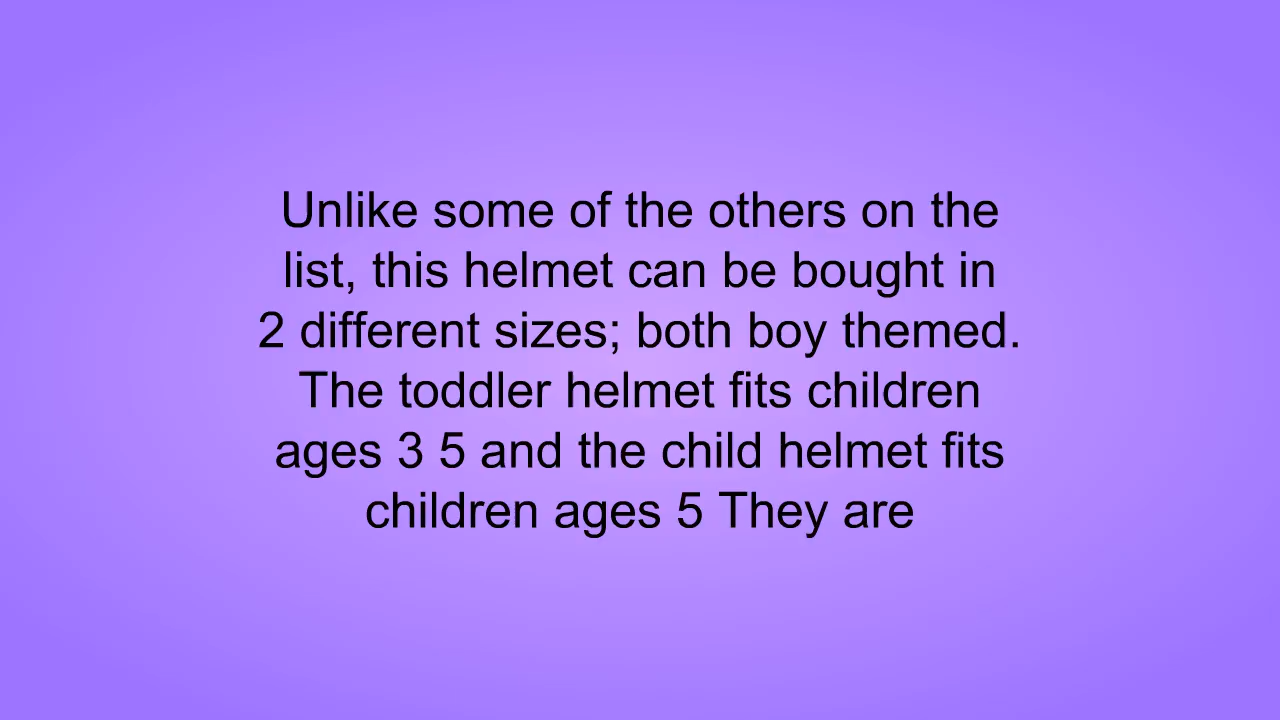 Unlike some of the others on the
list, this helmet can be bought in
2 different sizes; both boy themed.
The toddler helmet fits children
ages 3 5 and the child helmet fits
children ages 5 They are